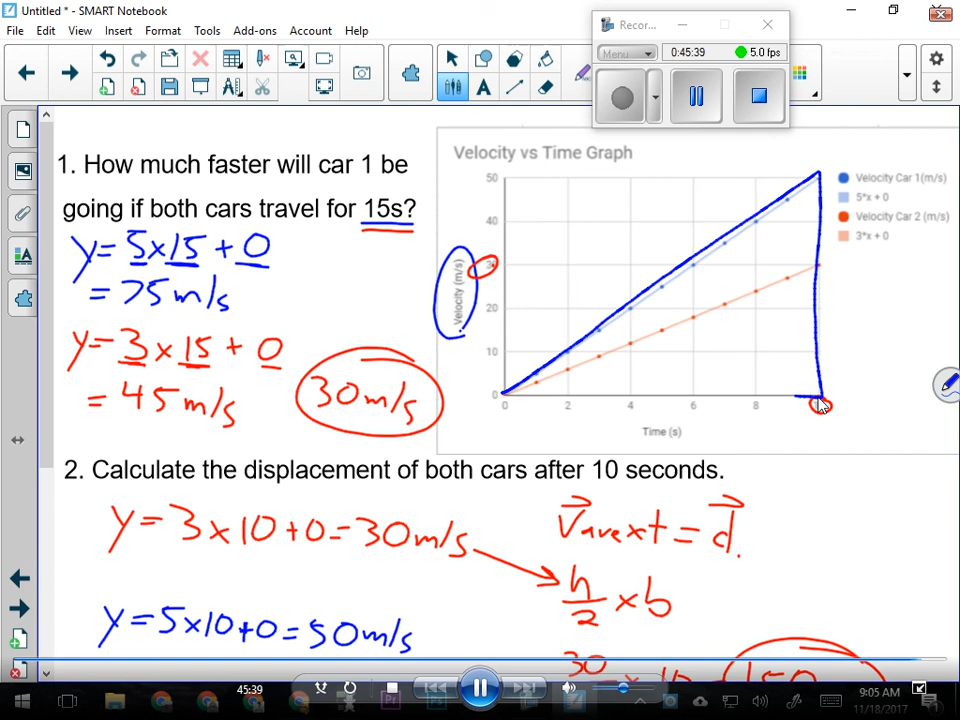 Untitled * - SMART Notebook
File Edit View Insert Format Tools Add-ons Account Help
Recor...
Menu
0:45:39
5.0 fps
1. How much faster will car 1 be
going if both cars travel for 15s?
y= 5x15 + 0
= 75m/s
y= 3 x 15 + 0
= 45 m/s
30m/s
Velocity vs Time Graph
50
40
30
20
10
0
Velocity (m/s)
0 2 4 6 8
Time (s)
Velocity Car 1(m/s)
5*x + 0
Velocity Car 2 (m/s)
3*x + 0
2. Calculate the displacement of both cars after 10 seconds.
y = 3 x 10 + 0 = 30 m/s
Vave x t = d
h
2
x b
y = 5 x 10 + 0 = 50 m/s
30
150
45:39
9:05 AM
11/18/2017